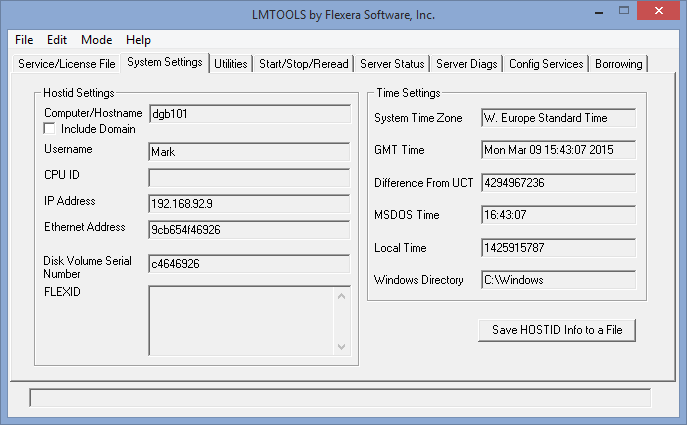 LMTOOLS by Flexera Software, Inc.
File Edit Mode Help
Service/License File System Settings Utilities Start/Stop/Reread Server Status Server Diags Config Services Borrowing
Hostid Settings
Computer/Hostname dgb101
Include Domain
Username Mark
CPU ID
IP Address 192.168.92.9
Ethernet Address 9cb654f46926
Disk Volume Serial
Number c4646926
FLEXID
Time Settings
System Time Zone W. Europe Standard Time
GMT Time Mon Mar 09 15:43:07 2015
Difference From UCT 4294967236
MSDOS Time 16:43:07
Local Time 1425915787
Windows Directory C:\Windows
Save HOSTID Info to a File